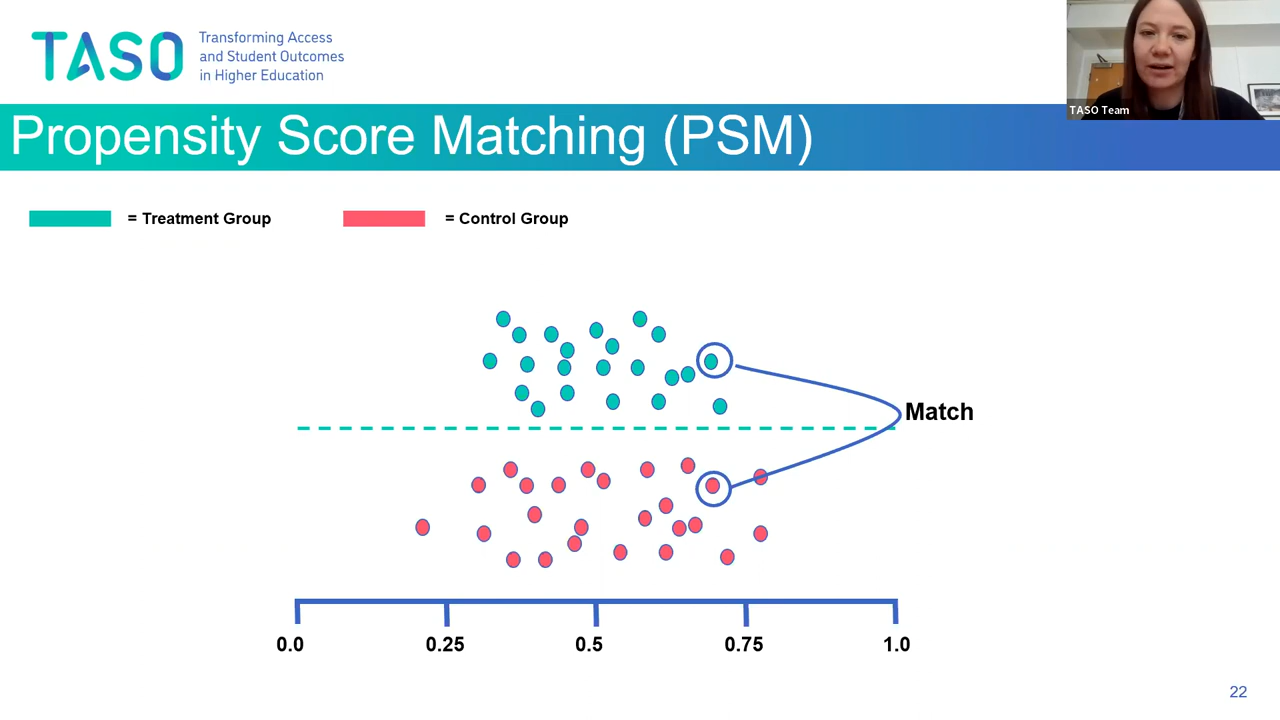 TASO
Transforming Access
and Student Outcomes
in Higher Education
TASO Team
Propensity Score Matching (PSM)
= Treatment Group
= Control Group
Match
0.0
0.25
0.5
0.75
1.0
22